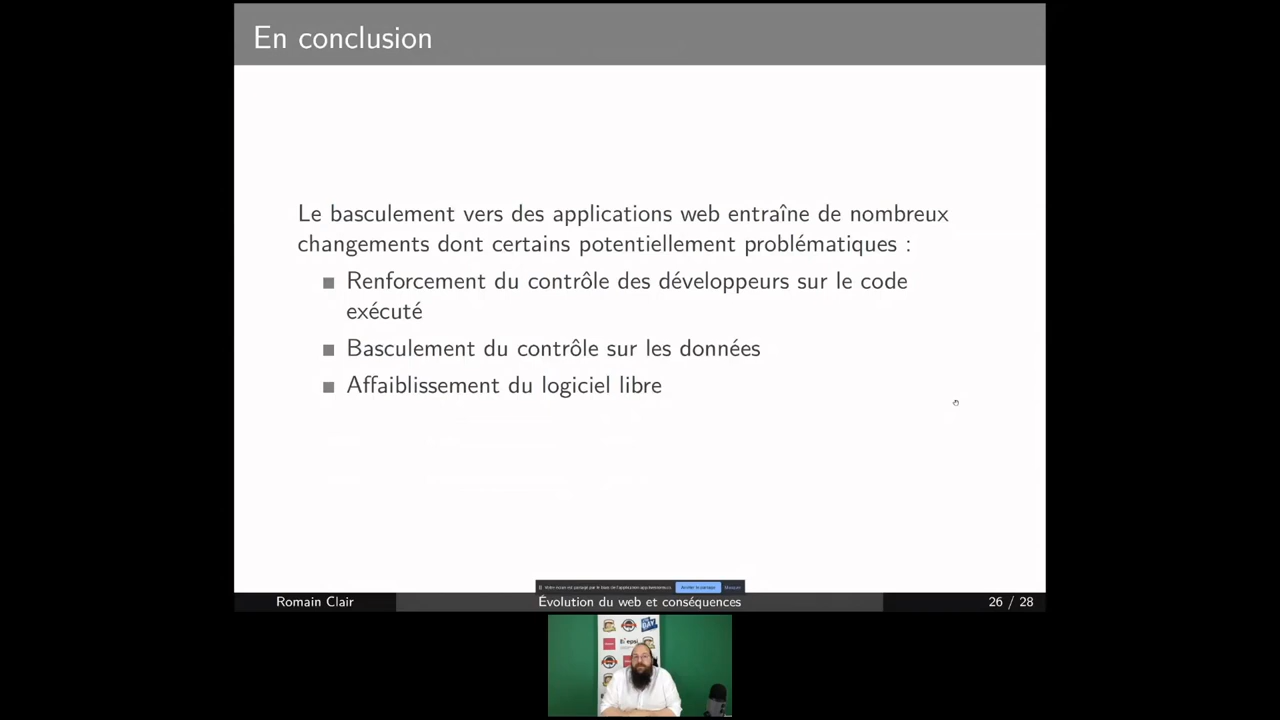 En conclusion
Le basculement vers des applications web entraîne de nombreux
changements dont certains potentiellement problématiques :
Renforcement du contrôle des développeurs sur le code
exécuté
Basculement du contrôle sur les données
Affaiblissement du logiciel libre
Romain Clair
Évolution du web et conséquences
26 / 28
epsi